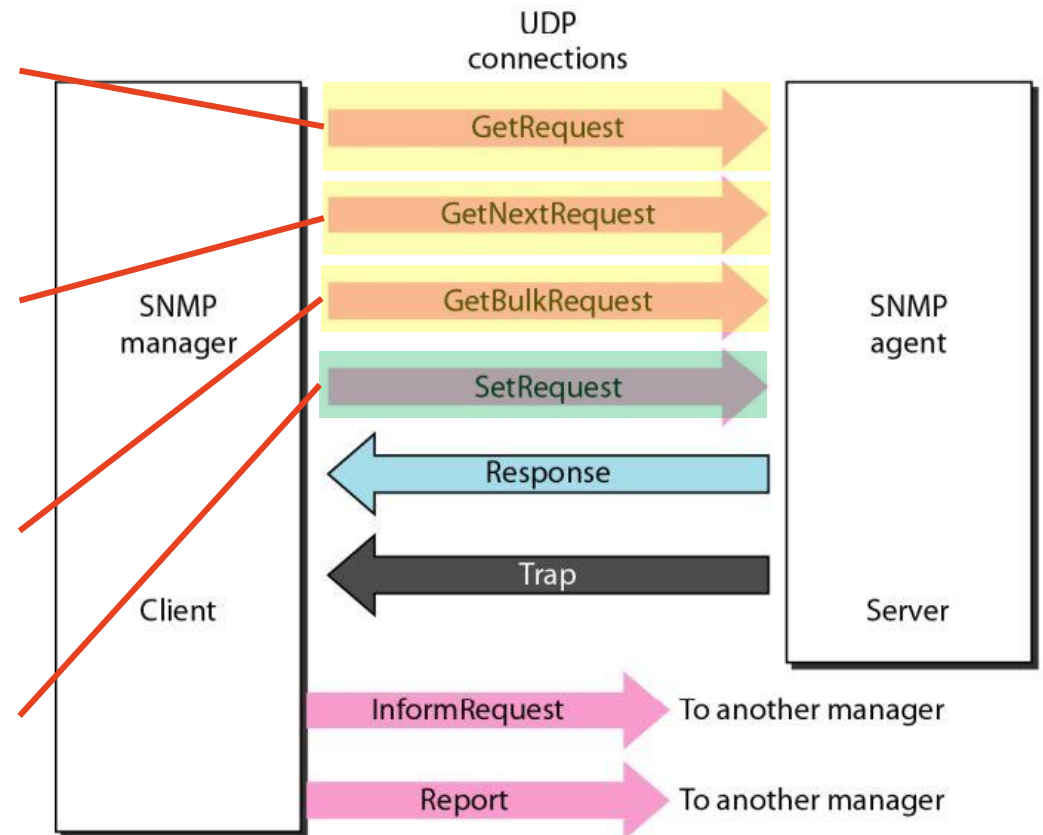 UDP
connections
GetRequest
GetNextRequest
GetBulkRequest
SetRequest
Response
Trap
SNMP
manager
Client
SNMP
agent
Server
InformRequest
To another manager
Report
To another manager